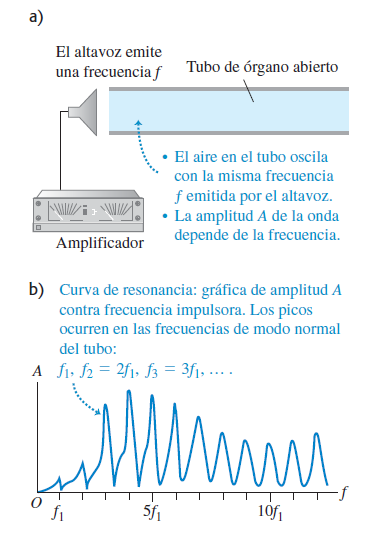 a)
El altavoz emite
una frecuencia f
Tubo de órgano abierto
• El aire en el tubo oscila
con la misma frecuencia
f emitida por el altavoz.
• La amplitud A de la onda
depende de la frecuencia.
Amplificador
b) Curva de resonancia: gráfica de amplitud A
contra frecuencia impulsora. Los picos
ocurren en las frecuencias de modo normal
del tubo:
f₁, f₂ = 2f₁, f₃ = 3f₁, ... .
A
O
f₁
5f₁
10f₁
f